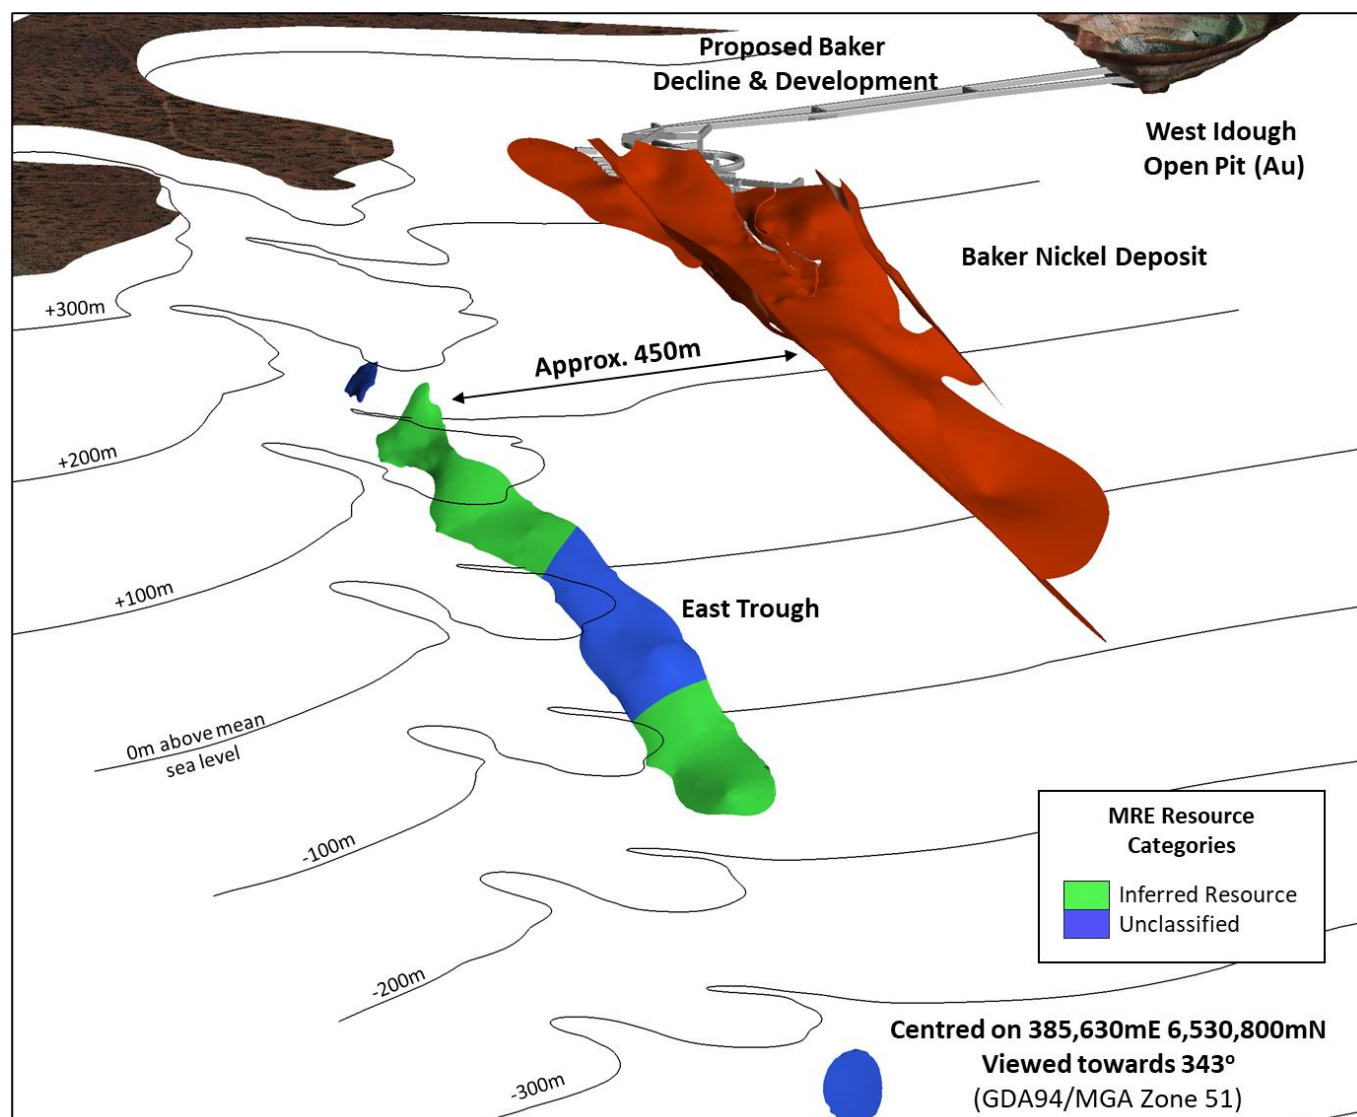 Proposed Baker
Decline & Development
West Idough
Open Pit (Au)
Baker Nickel Deposit
+300m
Approx. 450m
+200m
+100m
East Trough
0m above mean
sea level
-100m
MRE Resource
Categories
Inferred Resource
Unclassified
-200m
Centred on 385,630mE 6,530,800mN
Viewed towards 343°
(GDA94/MGA Zone 51)
-300m